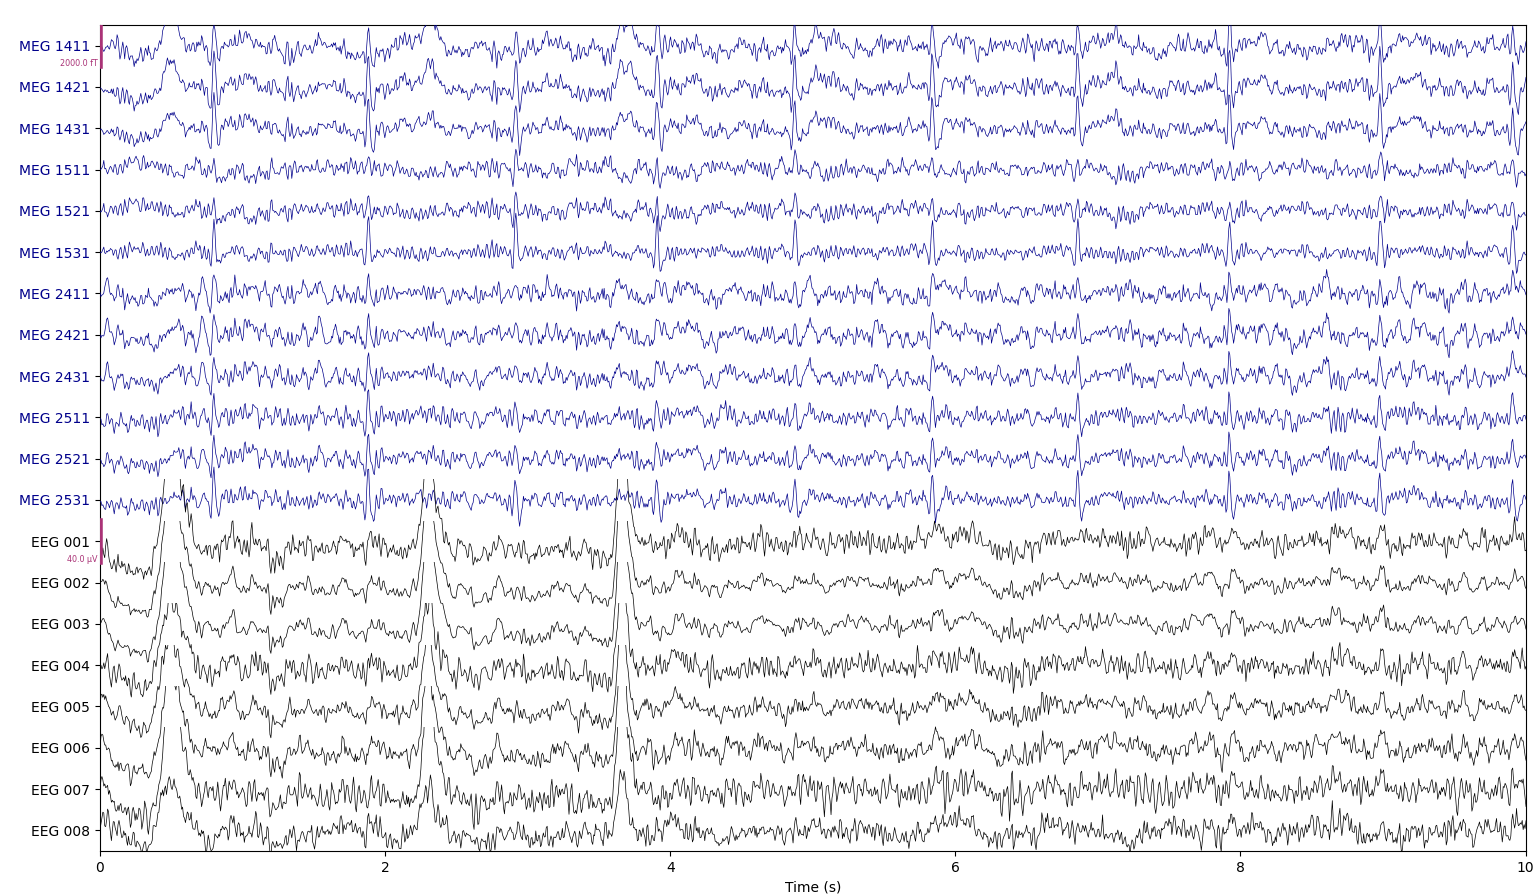 MEG 1411
2000.0 fT
MEG 1421
MEG 1431
MEG 1511
MEG 1521
MEG 1531
MEG 2411
MEG 2421
MEG 2431
MEG 2511
MEG 2521
MEG 2531
EEG 001
40.0 µV
EEG 002
EEG 003
EEG 004
EEG 005
EEG 006
EEG 007
EEG 008
0 2 4 6 8 10
Time (s)